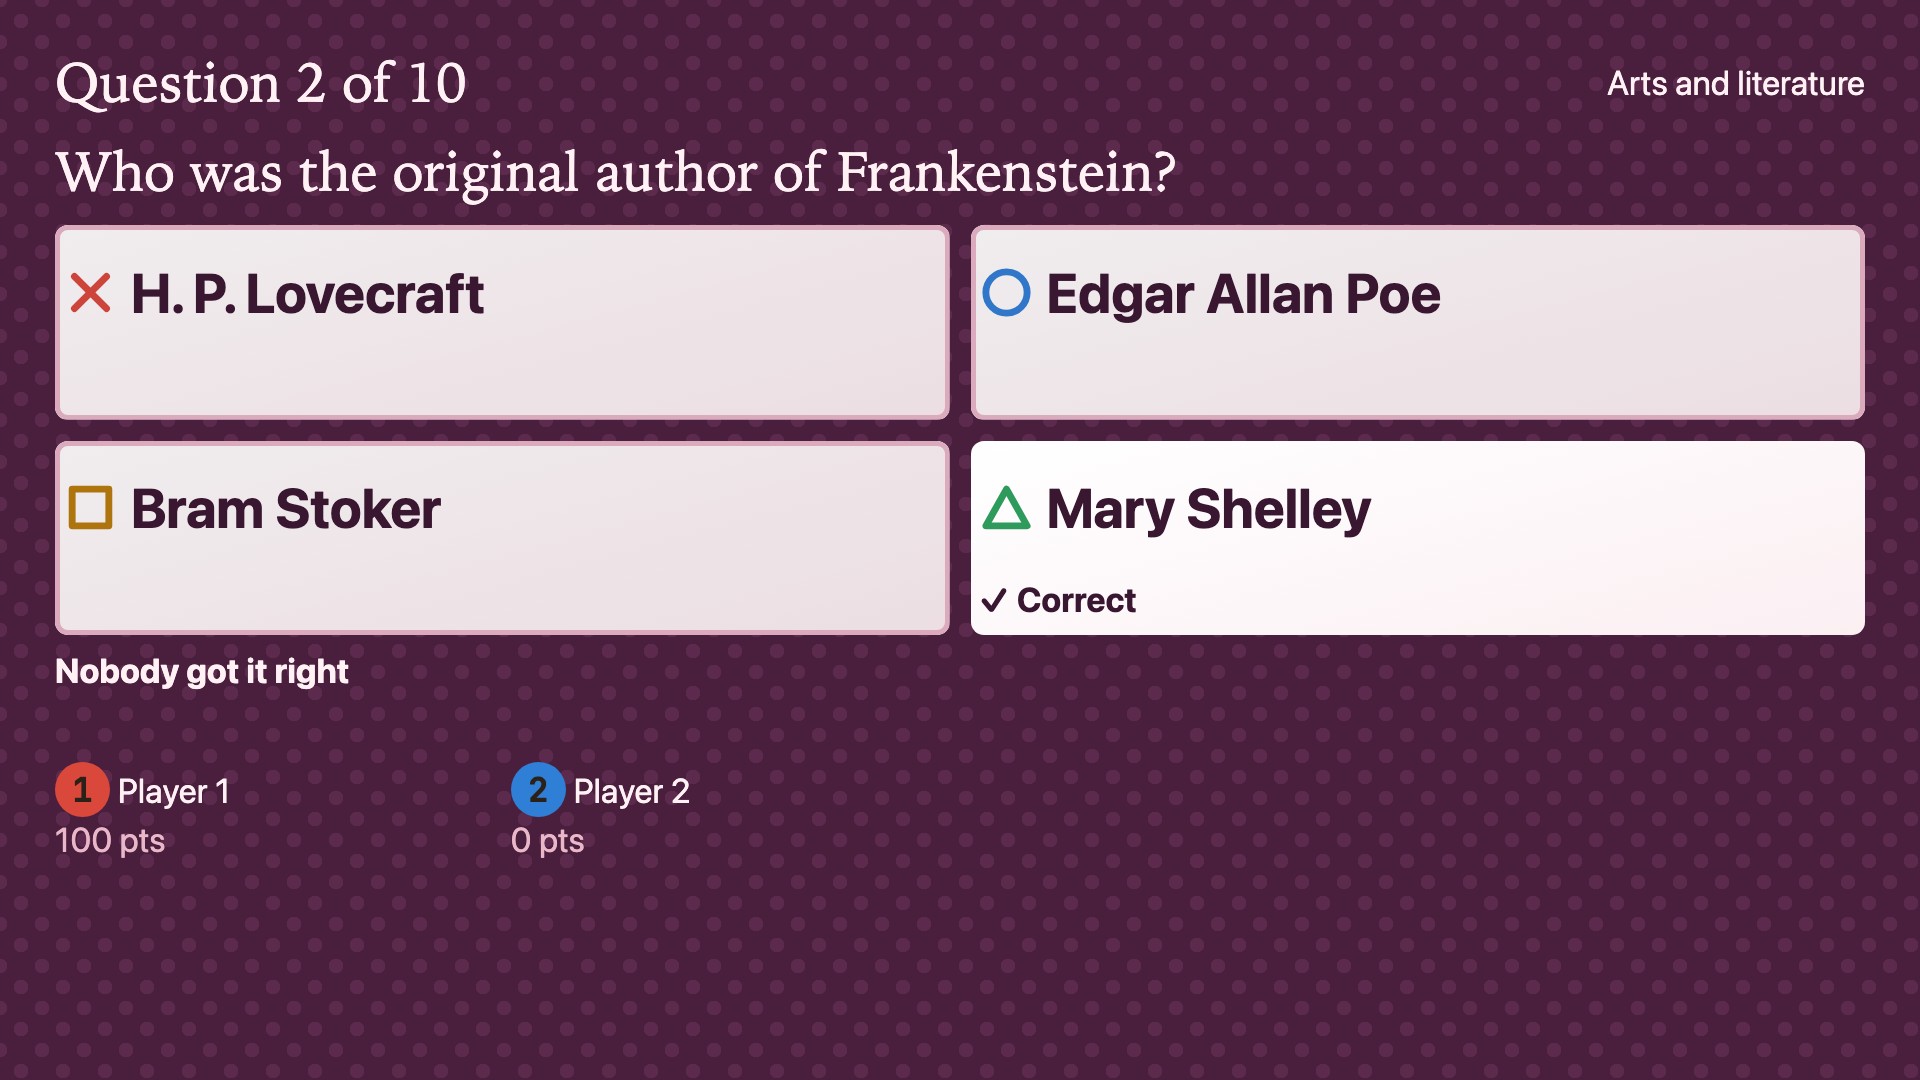 Question 2 of 10
Arts and literature
Who was the original author of Frankenstein?
H. P. Lovecraft
Edgar Allan Poe
Bram Stoker
Mary Shelley
✓ Correct
Nobody got it right
1 Player 1
100 pts
2 Player 2
0 pts